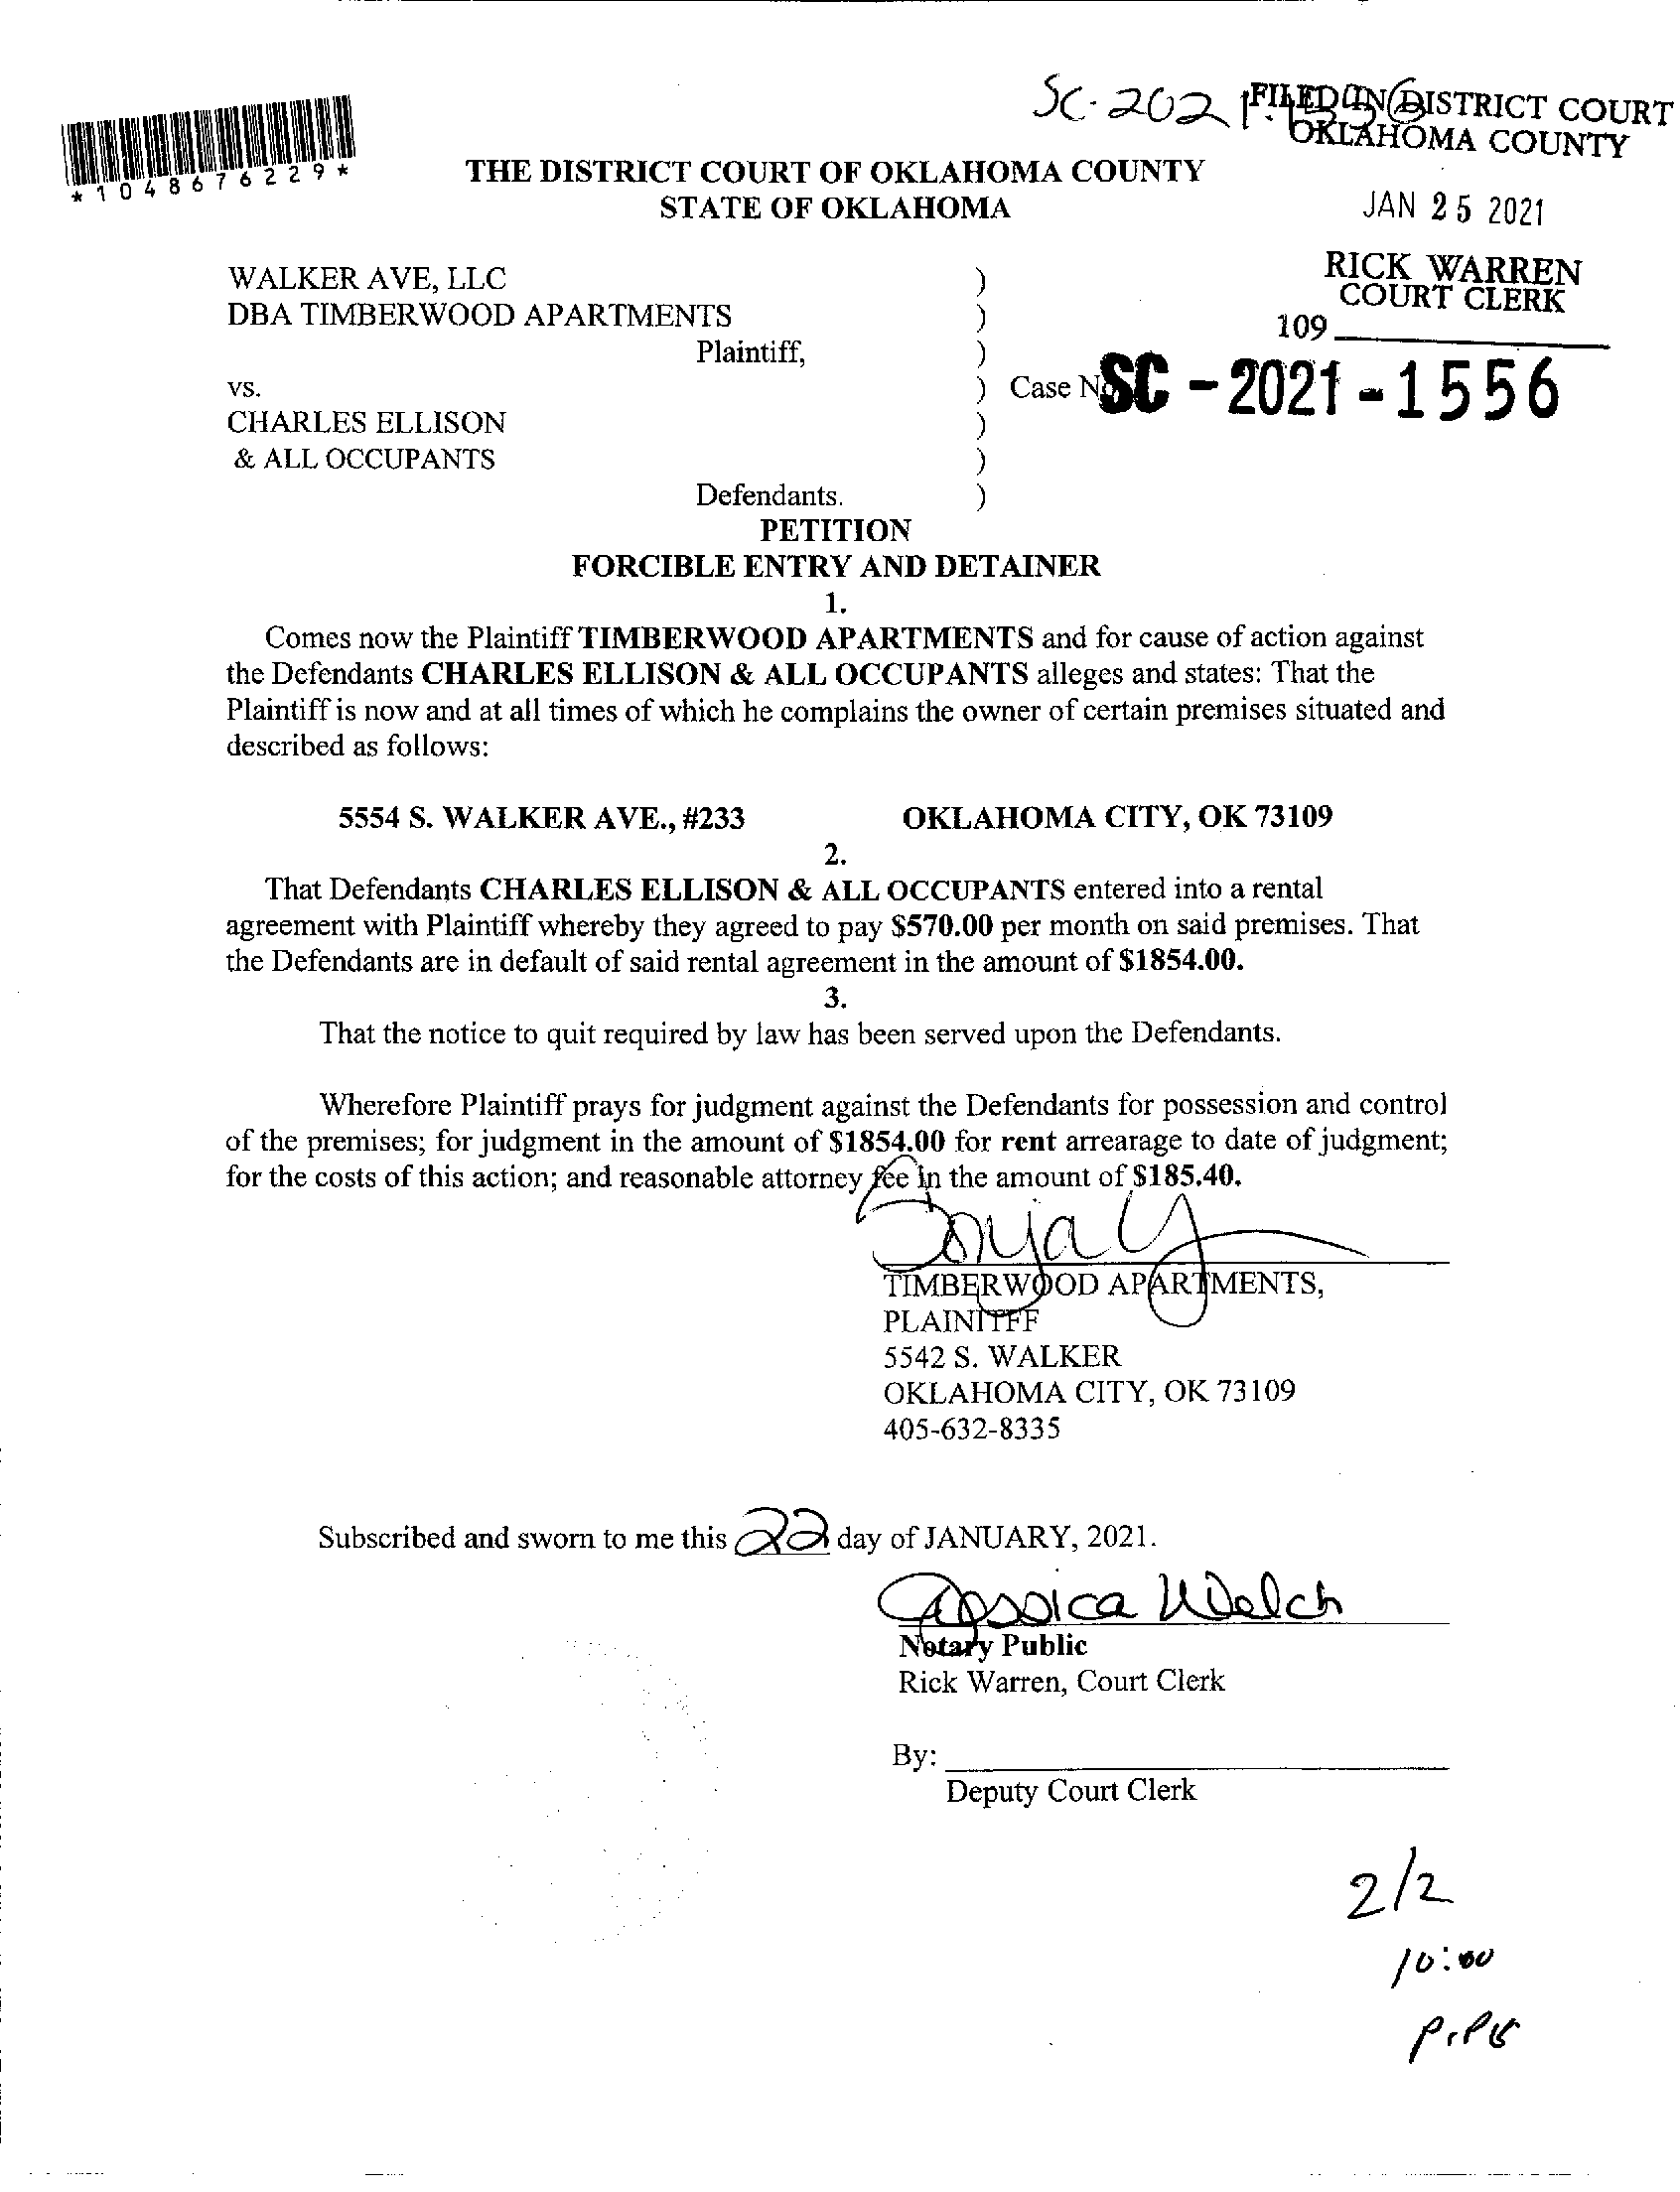 SC-2021-155
FILED IN DISTRICT COURT
OKLAHOMA COUNTY
*1048676229*
THE DISTRICT COURT OF OKLAHOMA COUNTY
STATE OF OKLAHOMA
JAN 25 2021
RICK WARREN
COURT CLERK
109
WALKER AVE, LLC )
DBA TIMBERWOOD APARTMENTS )
Plaintiff, )
vs. ) Case No. SC-2021-1556
CHARLES ELLISON )
& ALL OCCUPANTS )
Defendants. )
PETITION
FORCIBLE ENTRY AND DETAINER
1.
Comes now the Plaintiff TIMBERWOOD APARTMENTS and for cause of action against
the Defendants CHARLES ELLISON & ALL OCCUPANTS alleges and states: That the
Plaintiff is now and at all times of which he complains the owner of certain premises situated and
described as follows:
5554 S. WALKER AVE., #233 OKLAHOMA CITY, OK 73109
2.
That Defendants CHARLES ELLISON & ALL OCCUPANTS entered into a rental
agreement with Plaintiff whereby they agreed to pay $570.00 per month on said premises. That
the Defendants are in default of said rental agreement in the amount of $1854.00.
3.
That the notice to quit required by law has been served upon the Defendants.
Wherefore Plaintiff prays for judgment against the Defendants for possession and control
of the premises; for judgment in the amount of $1854.00 for rent arrearage to date of judgment;
for the costs of this action; and reasonable attorney fee in the amount of $185.40.
TIMBERWOOD APARTMENTS,
PLAINITFF
5542 S. WALKER
OKLAHOMA CITY, OK 73109
405-632-8335
Subscribed and sworn to me this 22 day of JANUARY, 2021.
Jessica Welch
Notary Public
Rick Warren, Court Clerk
By:
Deputy Court Clerk
2/2
10:00